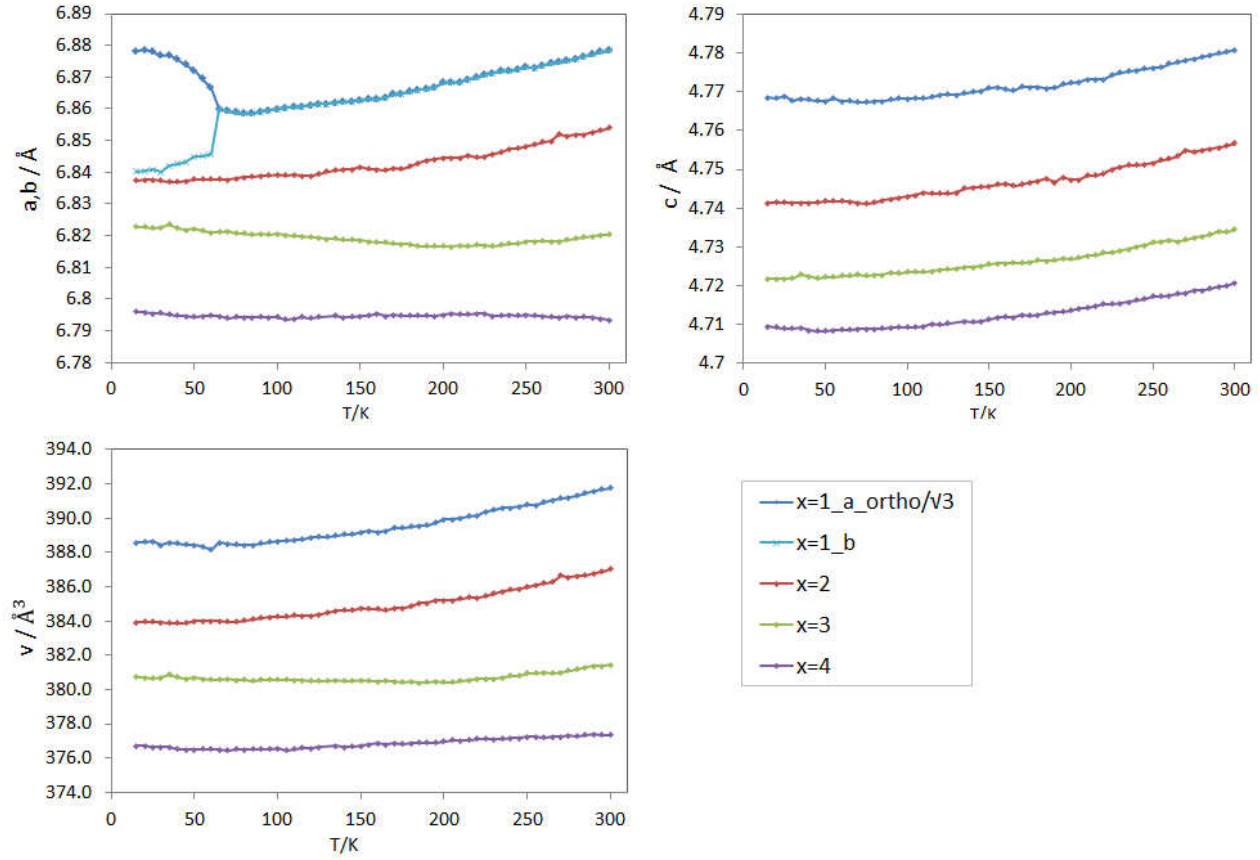 6.89
6.88
6.87
6.86
6.85
6.84
6.83
6.82
6.81
6.8
6.79
6.78
a,b / Å
0 50 100 150 200 250 300
T/K
4.79
4.78
4.77
4.76
4.75
4.74
4.73
4.72
4.71
4.7
c / Å
0 50 100 150 200 250 300
T/K
394.0
392.0
390.0
388.0
386.0
384.0
382.0
380.0
378.0
376.0
374.0
v / Å³
0 50 100 150 200 250 300
T/K
x=1_a_ortho/√3
x=1_b
x=2
x=3
x=4